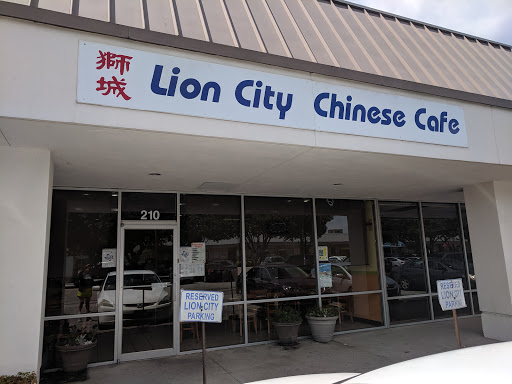 獅城
Lion City Chinese Cafe
210
RESERVED
LION CITY
PARKING
RESERVED
LION CITY
PARKING